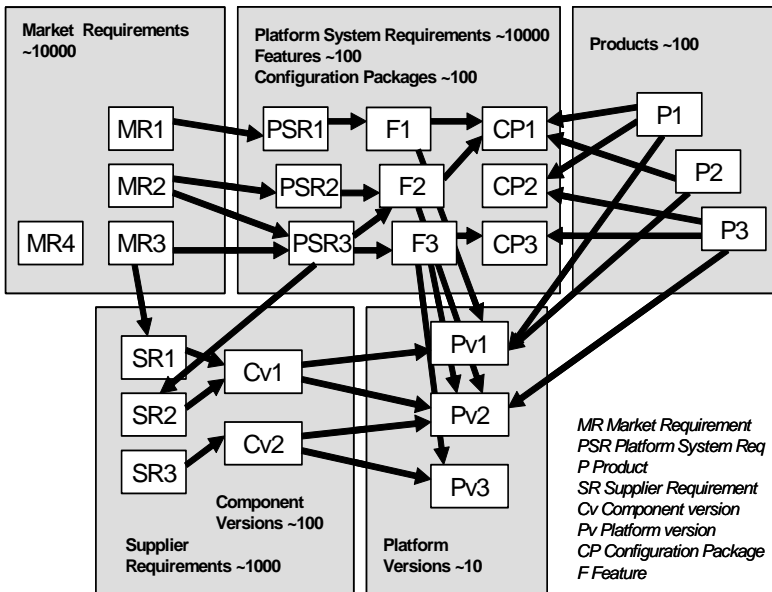 Market Requirements
~10000
Platform System Requirements ~10000
Features ~100
Configuration Packages ~100
Products ~100
MR1
PSR1
F1
CP1
P1
MR2
PSR2
F2
CP2
P2
MR4
MR3
PSR3
F3
CP3
P3
SR1
Cv1
Pv1
SR2
Cv2
Pv2
SR3
Pv3
Component
Versions ~100
Supplier
Requirements ~1000
Platform
Versions ~10
MR Market Requirement
PSR Platform System Req
P Product
SR Supplier Requirement
Cv Component version
Pv Platform version
CP Configuration Package
F Feature